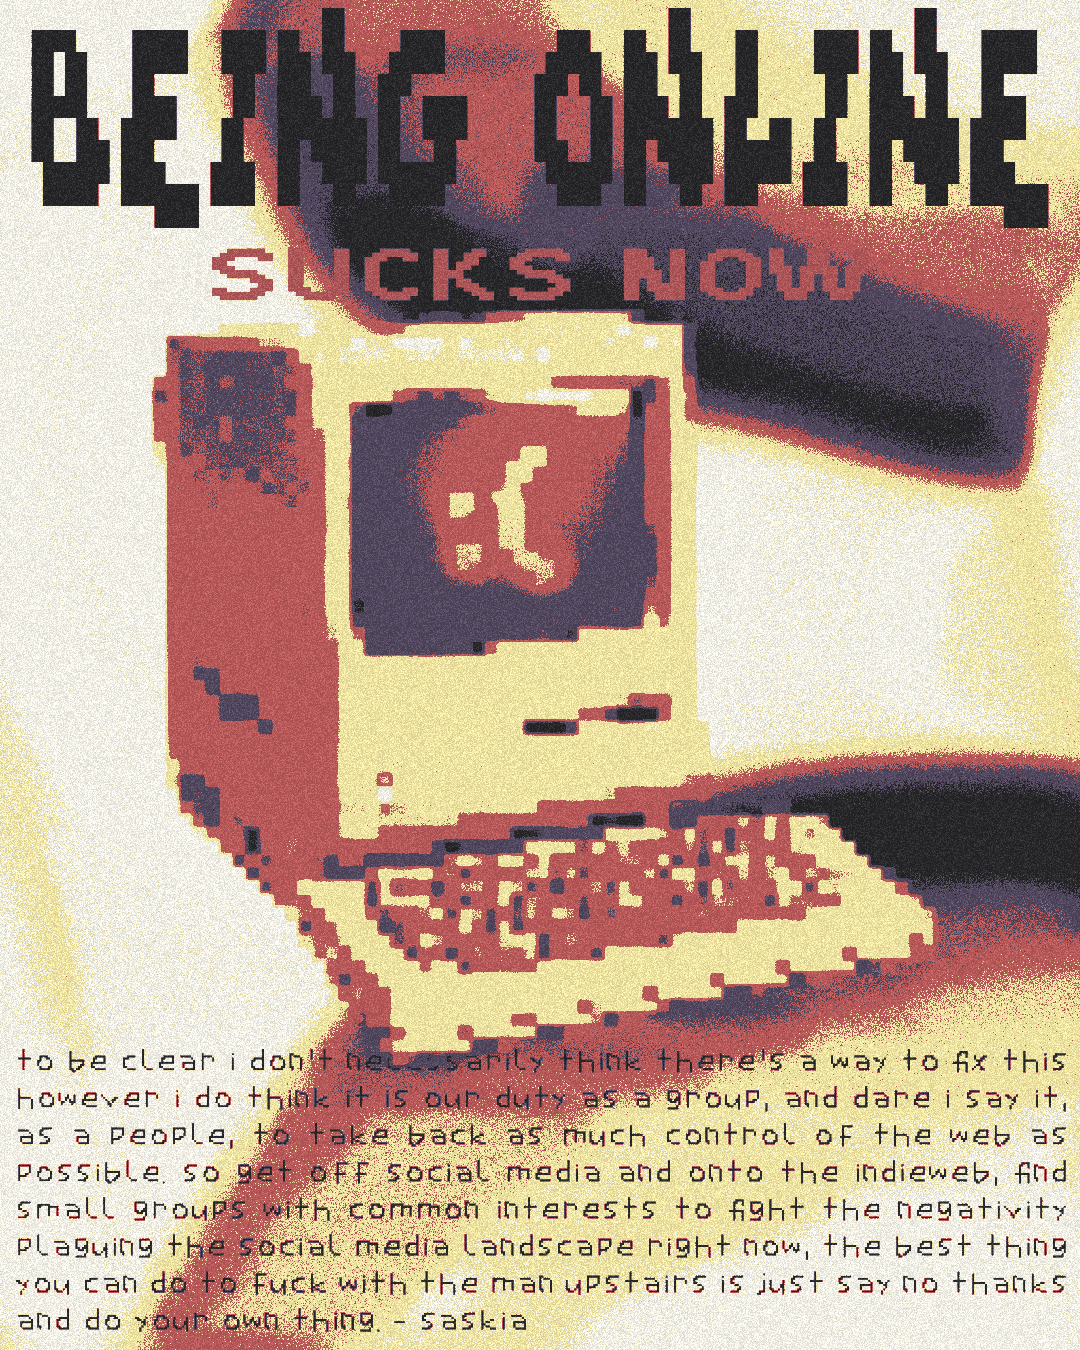 BEING ONLINE
SUCKS NOW
to be clear i don't necessarily think there's a way to fix this
however i do think it is our duty as a group, and dare i say it,
as a people, to take back as much control of the web as
possible. so get off social media and onto the indieweb, find
small groups with common interests to fight the negativity
plaguing the social media landscape right now, the best thing
you can do to fuck with the man upstairs is just say no thanks
and do your own thing. - saskia